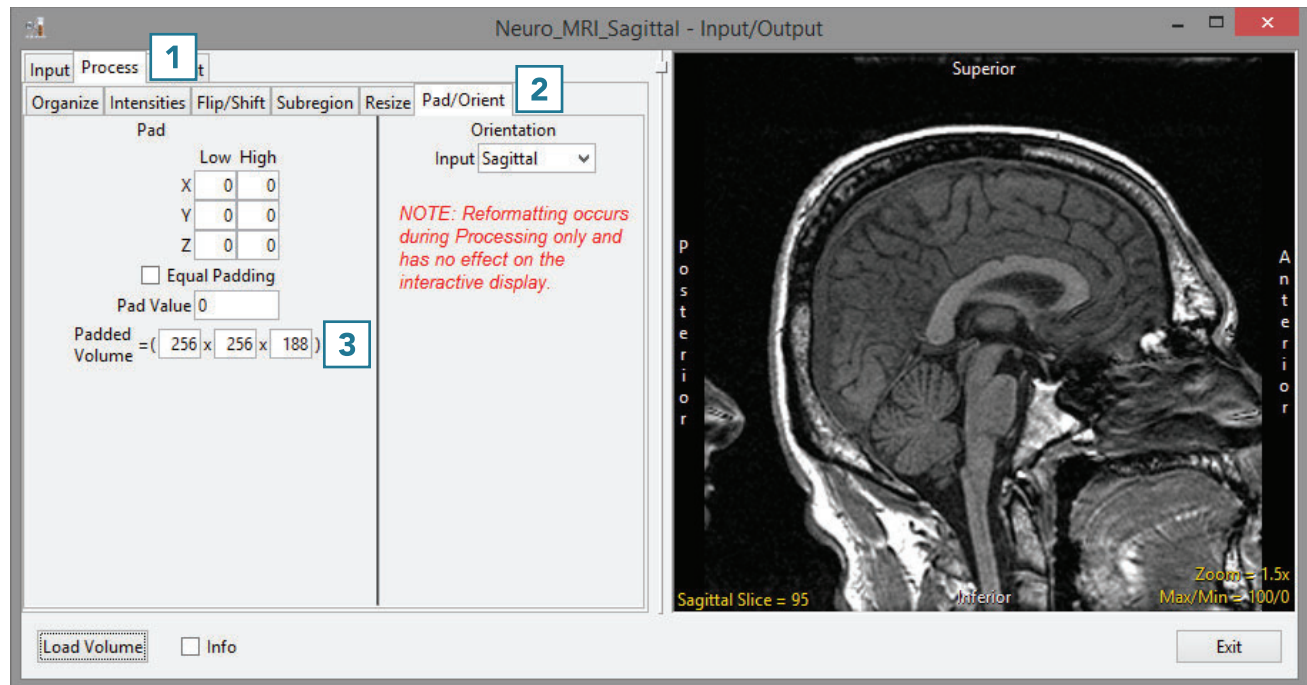 Neuro_MRI_Sagittal - Input/Output
1
Input Process t
2
Organize Intensities Flip/Shift Subregion Resize Pad/Orient
Pad
Low High
X 0 0
Y 0 0
Z 0 0
Equal Padding
Pad Value 0
Padded Volume =( 256 x 256 x 188 )
3
Orientation
Input Sagittal
NOTE: Reformatting occurs
during Processing only and
has no effect on the
interactive display.
Superior
Posterior
Anterior
Sagittal Slice = 95
Inferior
Zoom = 1.5x
Max/Min = 100/0
Load Volume
Info
Exit